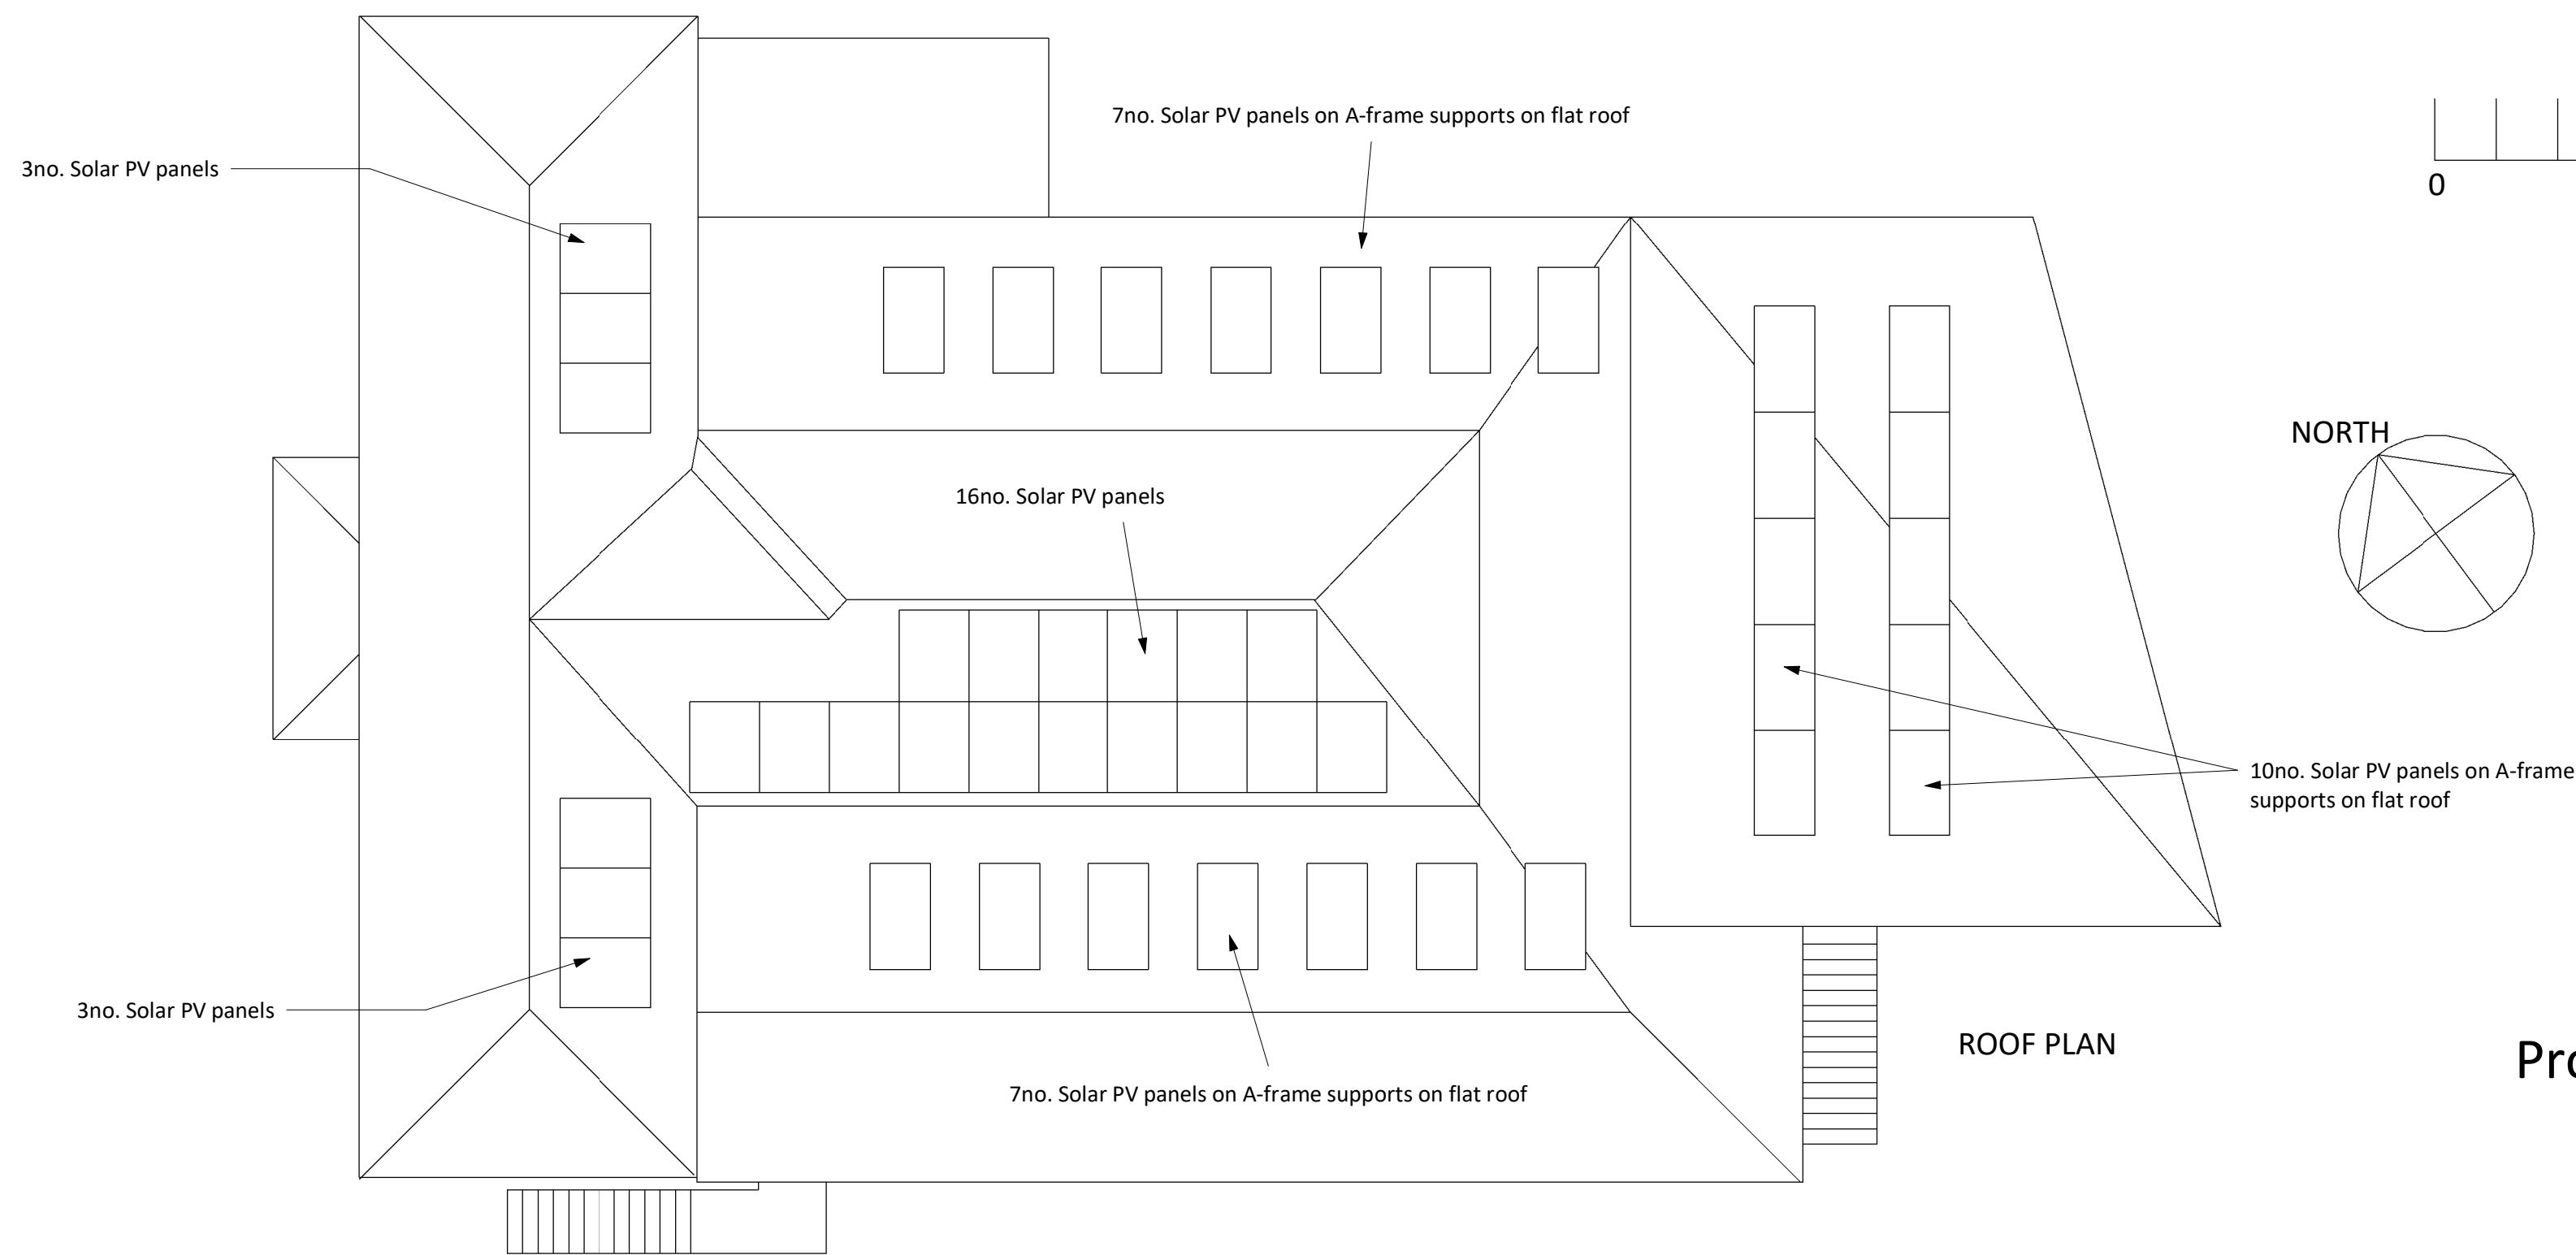 7no. Solar PV panels on A-frame supports on flat roof
3no. Solar PV panels
0
NORTH
16no. Solar PV panels
10no. Solar PV panels on A-frame
supports on flat roof
3no. Solar PV panels
ROOF PLAN
7no. Solar PV panels on A-frame supports on flat roof